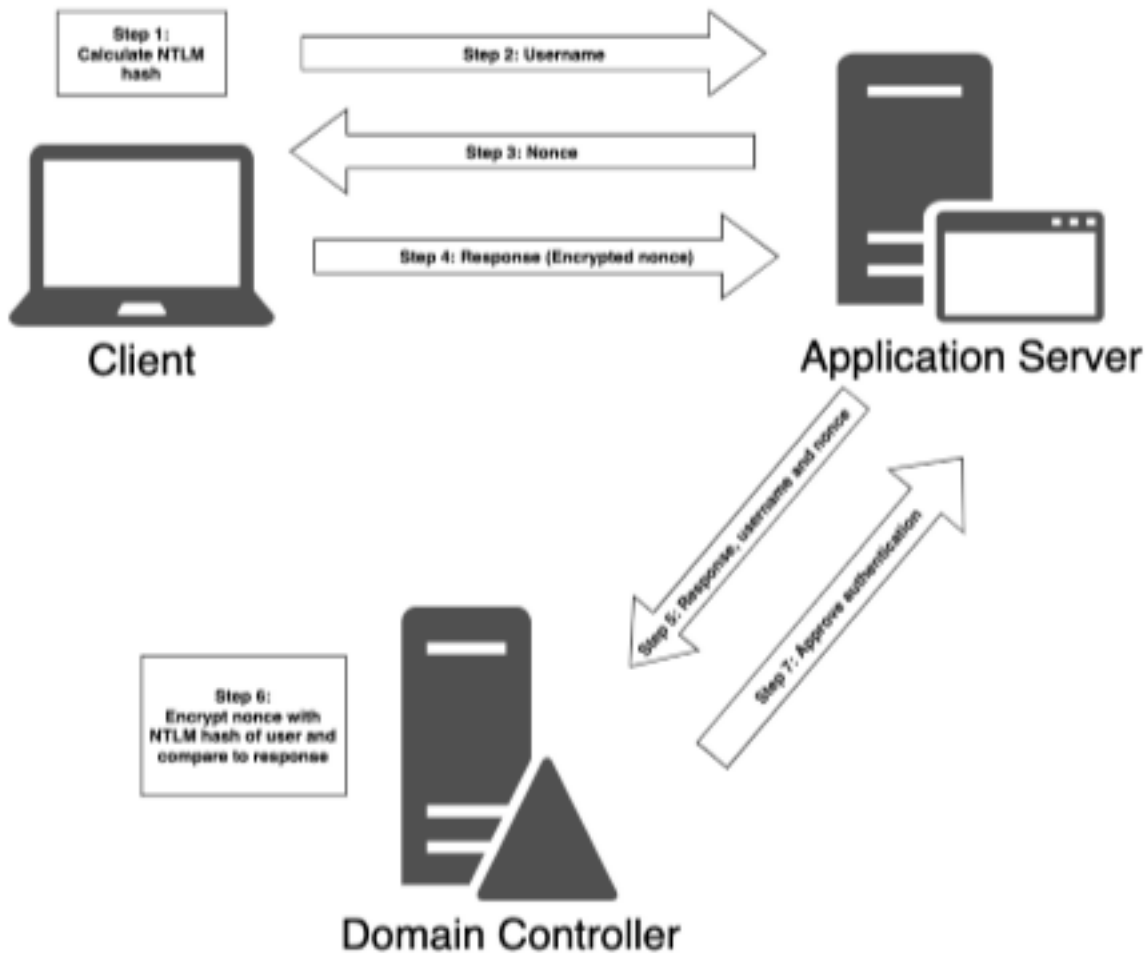 Step 1:
Calculate NTLM
hash
Step 2: Username
Step 3: Nonce
Step 4: Response (Encrypted nonce)
Client
Application Server
Step 5: Response, username and nonce
Step 7: Approve authentication
Step 6:
Encrypt nonce with
NTLM hash of user and
compare to response
Domain Controller